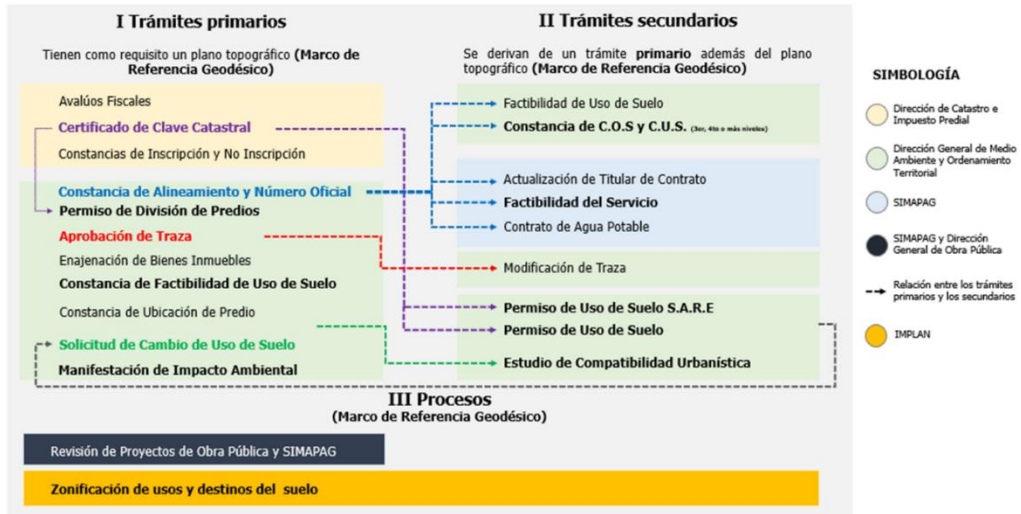 I Trámites primarios
Tienen como requisito un plano topográfico (Marco de
Referencia Geodésico)
Avalúos Fiscales
Certificado de Clave Catastral
Constancias de Inscripción y No Inscripción
Constancia de Alineamiento y Número Oficial
Permiso de División de Predios
Aprobación de Traza
Enajenación de Bienes Inmuebles
Constancia de Factibilidad de Uso de Suelo
Constancia de Ubicación de Predio
Solicitud de Cambio de Uso de Suelo
Manifestación de Impacto Ambiental
II Trámites secundarios
Se derivan de un trámite primario además del plano
topográfico (Marco de Referencia Geodésico)
Factibilidad de Uso de Suelo
Constancia de C.O.S y C.U.S. (3er, 4to o más niveles)
Actualización de Titular de Contrato
Factibilidad del Servicio
Contrato de Agua Potable
Modificación de Traza
Permiso de Uso de Suelo S.A.R.E
Permiso de Uso de Suelo
Estudio de Compatibilidad Urbanística
III Procesos
(Marco de Referencia Geodésico)
Revisión de Proyectos de Obra Pública y SIMAPAG
Zonificación de usos y destinos del suelo
SIMBOLOGÍA
Dirección de Catastro e
Impuesto Predial
Dirección General de Medio
Ambiente y Ordenamiento
Territorial
SIMAPAG
SIMAPAG y Dirección
General de Obra Pública
Relación entre los trámites
primarios y los secundarios
IMPLAN